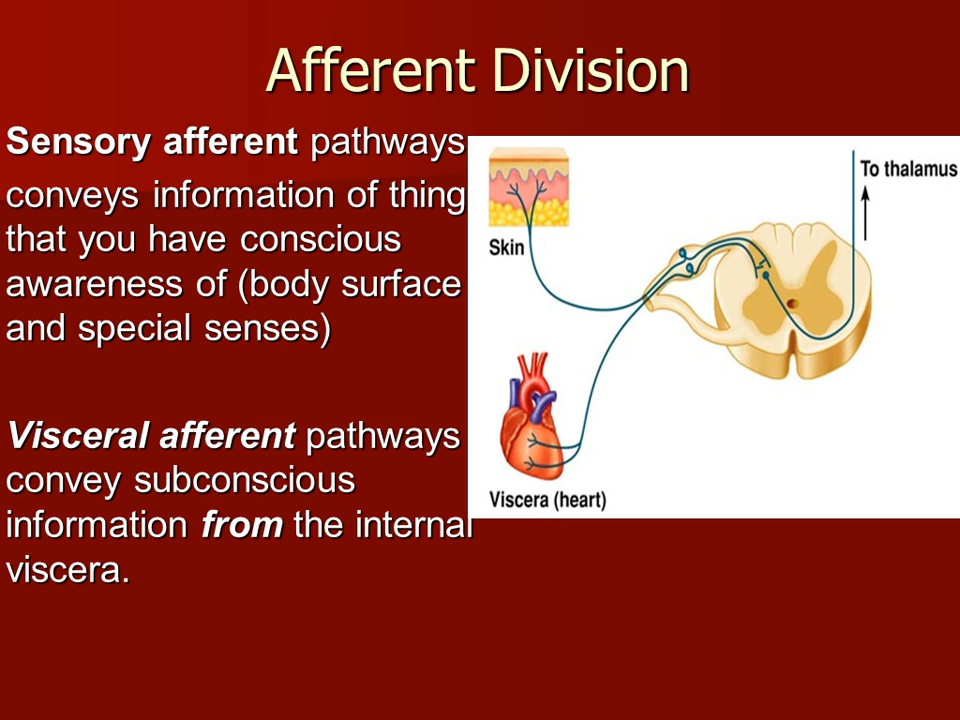 Afferent Division
Sensory afferent pathways
conveys information of thing
that you have conscious
awareness of (body surface
and special senses)
Visceral afferent pathways
convey subconscious
information from the internal
viscera.
To thalamus
Skin
Viscera (heart)